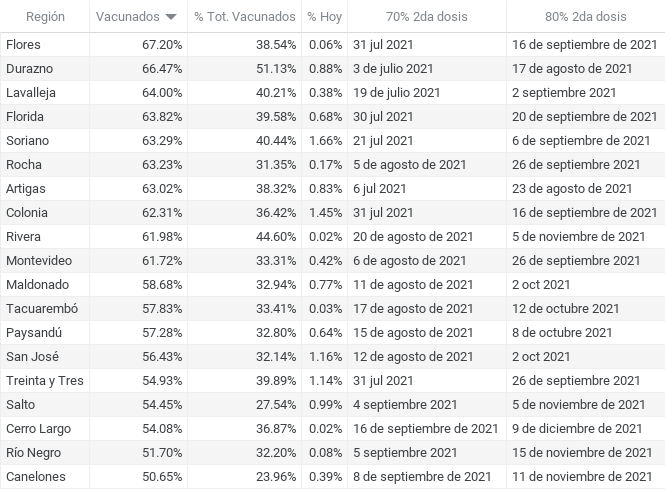 Región Vacunados % Tot. Vacunados % Hoy 70% 2da dosis 80% 2da dosis
Flores 67.20% 38.54% 0.06% 31 jul 2021 16 de septiembre de 2021
Durazno 66.47% 51.13% 0.88% 3 de julio 2021 17 de agosto de 2021
Lavalleja 64.00% 40.21% 0.38% 19 de julio 2021 2 septiembre 2021
Florida 63.82% 39.58% 0.68% 30 jul 2021 20 de septiembre de 2021
Soriano 63.29% 40.44% 1.66% 21 jul 2021 6 de septiembre de 2021
Rocha 63.23% 31.35% 0.17% 5 de agosto de 2021 26 de septiembre 2021
Artigas 63.02% 38.32% 0.83% 6 jul 2021 23 de agosto de 2021
Colonia 62.31% 36.42% 1.45% 31 jul 2021 16 de septiembre de 2021
Rivera 61.98% 44.60% 0.02% 20 de agosto de 2021 5 de noviembre de 2021
Montevideo 61.72% 33.31% 0.42% 6 de agosto de 2021 26 de septiembre 2021
Maldonado 58.68% 32.94% 0.77% 11 de agosto de 2021 2 oct 2021
Tacuarembó 57.83% 33.41% 0.03% 17 de agosto de 2021 12 de octubre 2021
Paysandú 57.28% 32.80% 0.64% 15 de agosto de 2021 8 de octubre 2021
San José 56.43% 32.14% 1.16% 12 de agosto de 2021 2 oct 2021
Treinta y Tres 54.93% 39.89% 1.14% 31 jul 2021 26 de septiembre 2021
Salto 54.45% 27.54% 0.99% 4 septiembre 2021 5 de noviembre de 2021
Cerro Largo 54.08% 36.87% 0.02% 16 de septiembre de 2021 9 de diciembre de 2021
Río Negro 51.70% 32.20% 0.08% 5 septiembre 2021 15 de noviembre de 2021
Canelones 50.65% 23.96% 0.39% 8 de septiembre de 2021 11 de noviembre de 2021